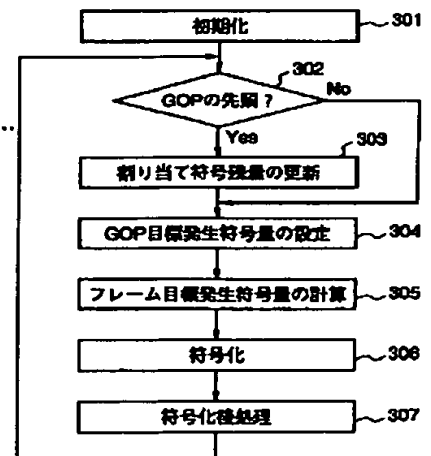 初期化
301
302
GOPの先頭？
No
Yes
303
割り当て符号残量の更新
GOP目標発生符号量の設定
304
フレーム目標発生符号量の計算
305
符号化
306
符号化後処理
307